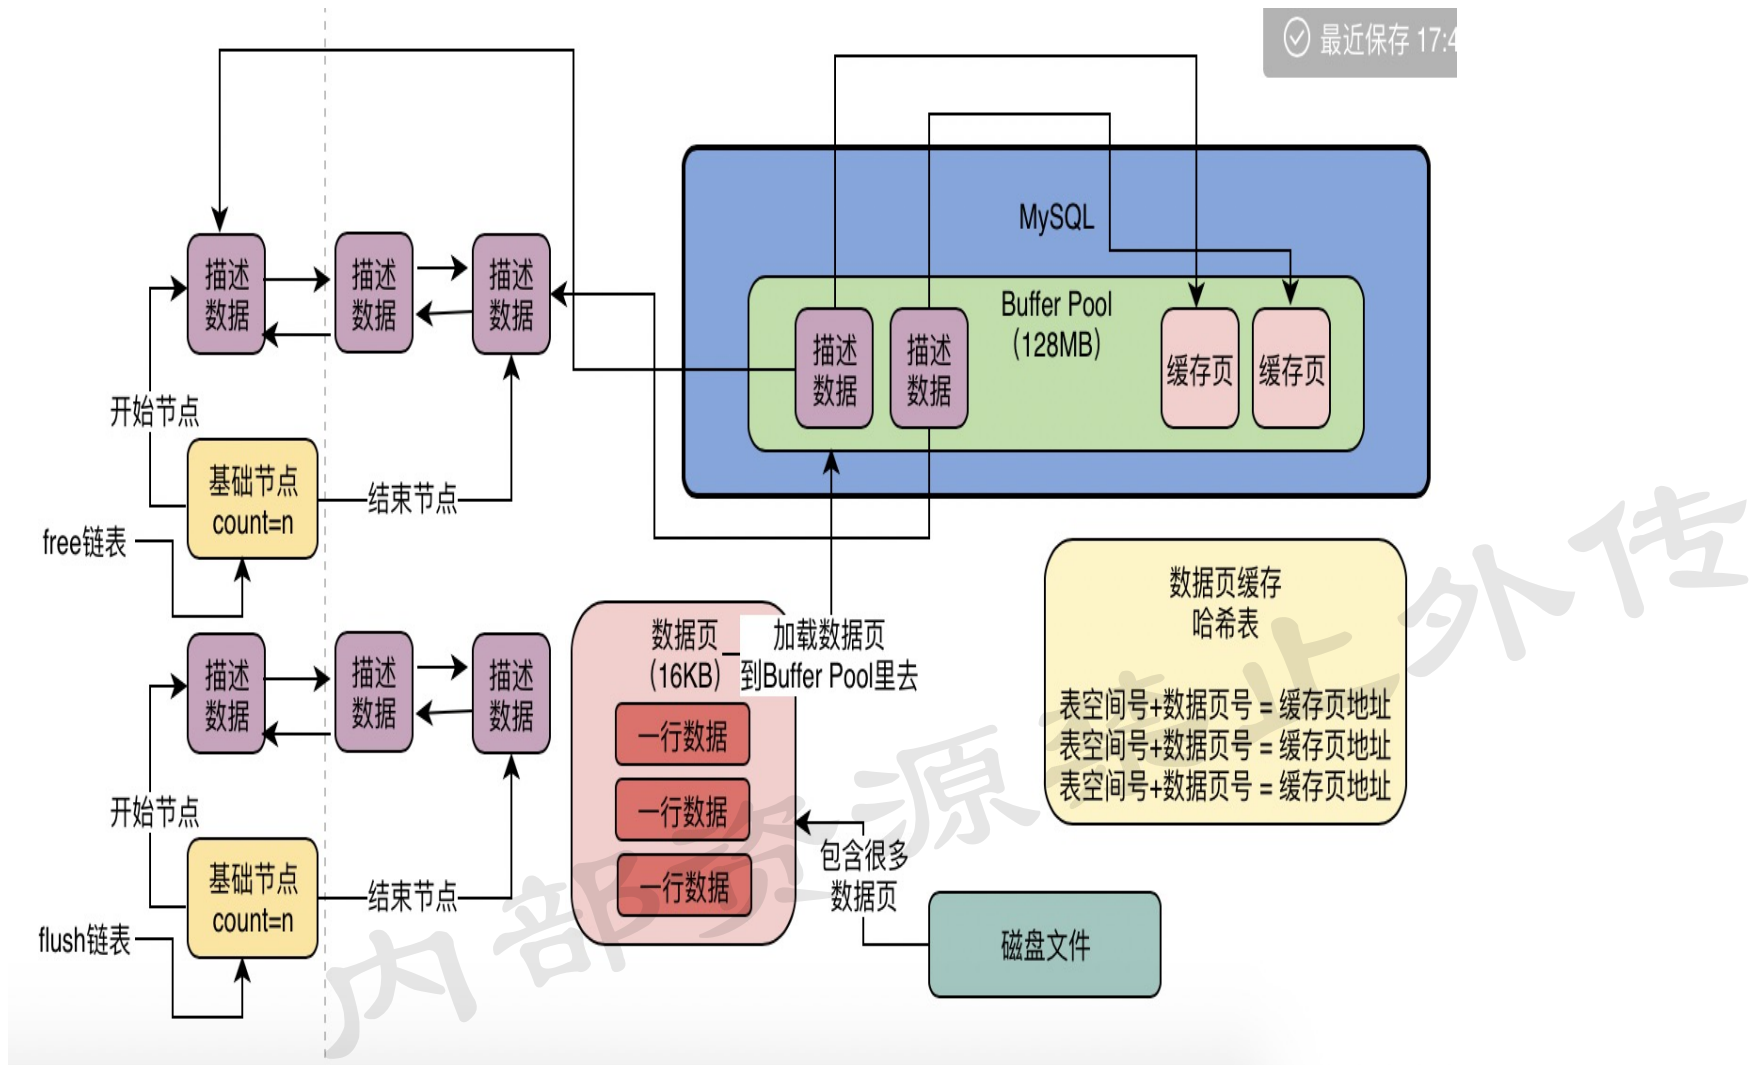 最近保存 17:4
MySQL
Buffer Pool
(128MB)
描述
数据
描述
数据
缓存页
缓存页
描述
数据
描述
数据
描述
数据
开始节点
基础节点
count=n
结束节点
free链表
描述
数据
描述
数据
描述
数据
开始节点
基础节点
count=n
结束节点
flush链表
数据页
(16KB)
加载数据页
到Buffer Pool里去
一行数据
一行数据
一行数据
包含很多
数据页
磁盘文件
数据页缓存
哈希表
表空间号+数据页号 = 缓存页地址
表空间号+数据页号 = 缓存页地址
表空间号+数据页号 = 缓存页地址
内部资源禁止外传